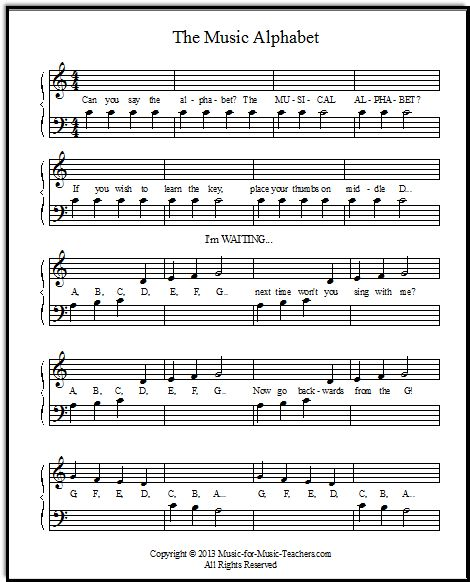 The Music Alphabet
Can you say the al - pha - bet? The MU - SI - CAL AL - PHA - BET?
If you wish to learn the key, place your thumbs on mid - dle D...
I'm WAITING...
A, B, C, D, E, F, G... next time won't you sing with me?
A, B, C, D, E, F, G... Now go back - wards from the G!
G, F, E, D, C, B, A... G, F, E, D, C, B, A...
Copyright © 2013 Music-for-Music-Teachers.com
All Rights Reserved